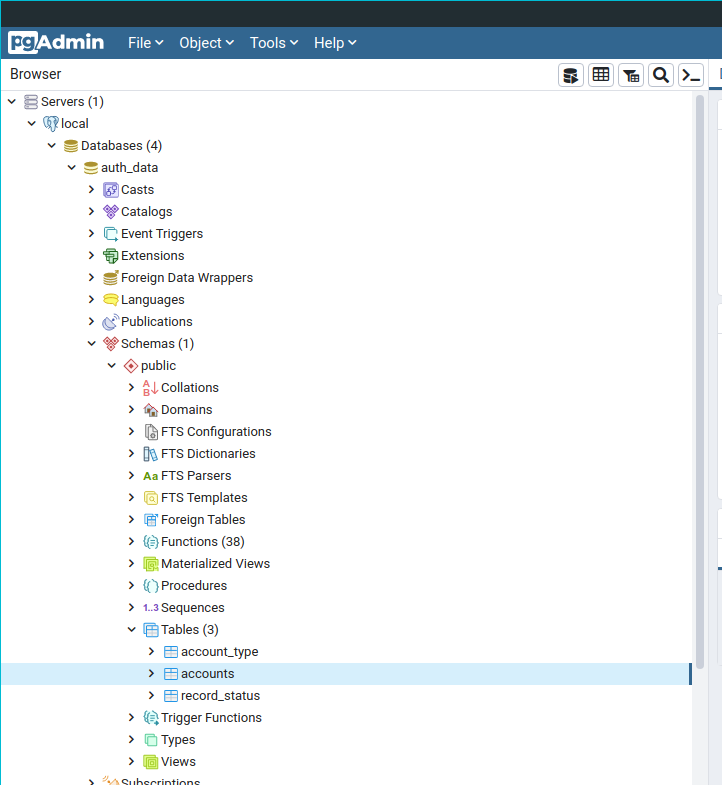 pgAdmin File Object Tools Help
Browser
Servers (1)
local
Databases (4)
auth_data
Casts
Catalogs
Event Triggers
Extensions
Foreign Data Wrappers
Languages
Publications
Schemas (1)
public
Collations
Domains
FTS Configurations
FTS Dictionaries
Aa FTS Parsers
FTS Templates
Foreign Tables
Functions (38)
Materialized Views
Procedures
1..3 Sequences
Tables (3)
account_type
accounts
record_status
Trigger Functions
Types
Views
Subscriptions